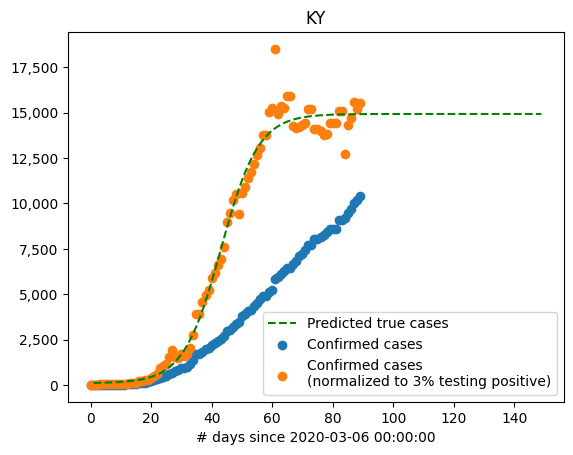 KY
17,500
15,000
12,500
10,000
7,500
5,000
2,500
0
Predicted true cases
Confirmed cases
Confirmed cases
(normalized to 3% testing positive)
0 20 40 60 80 100 120 140
# days since 2020-03-06 00:00:00